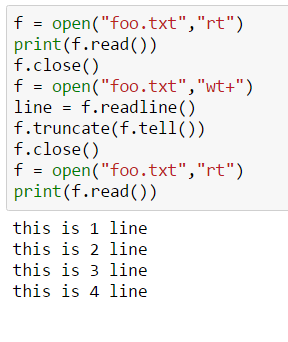 f = open("foo.txt","rt")
print(f.read())
f.close()
f = open("foo.txt","wt+")
line = f.readline()
f.truncate(f.tell())
f.close()
f = open("foo.txt","rt")
print(f.read())
this is 1 line
this is 2 line
this is 3 line
this is 4 line